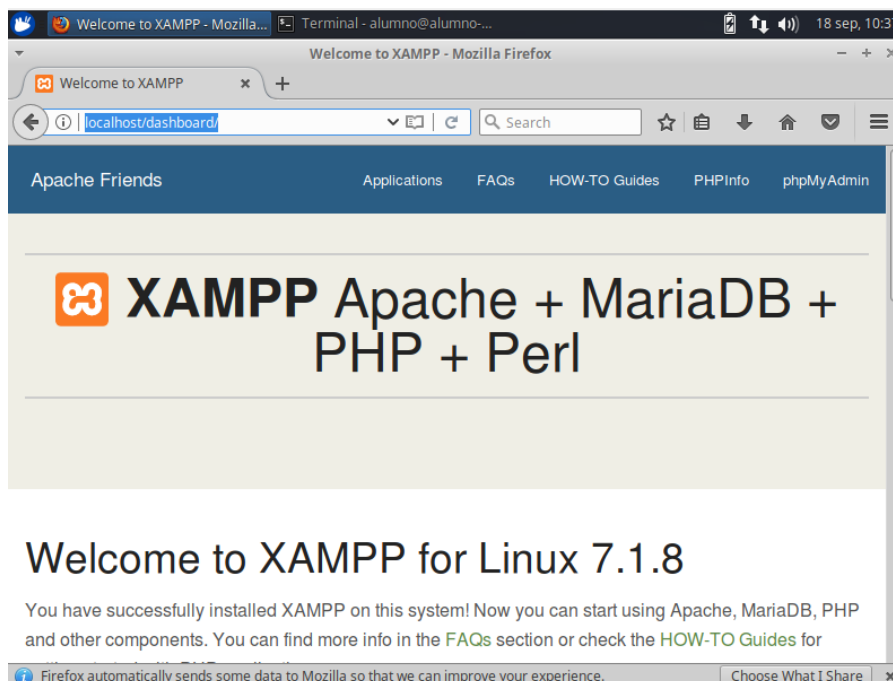 Welcome to XAMPP - Mozilla... Terminal - alumno@alumno-... 18 sep, 10:3
Welcome to XAMPP - Mozilla Firefox
Welcome to XAMPP
localhost/dashboard/ Search
Apache Friends Applications FAQs HOW-TO Guides PHPInfo phpMyAdmin
XAMPP Apache + MariaDB +
PHP + Perl
Welcome to XAMPP for Linux 7.1.8
You have successfully installed XAMPP on this system! Now you can start using Apache, MariaDB, PHP
and other components. You can find more info in the FAQs section or check the HOW-TO Guides for
Firefox automatically sends some data to Mozilla so that we can improve your experience. Choose What I Share